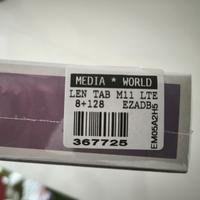 MEDIA * WORLD
LEN TAB M11 LTE
8+128 EZADB
367725
EM05A2H5